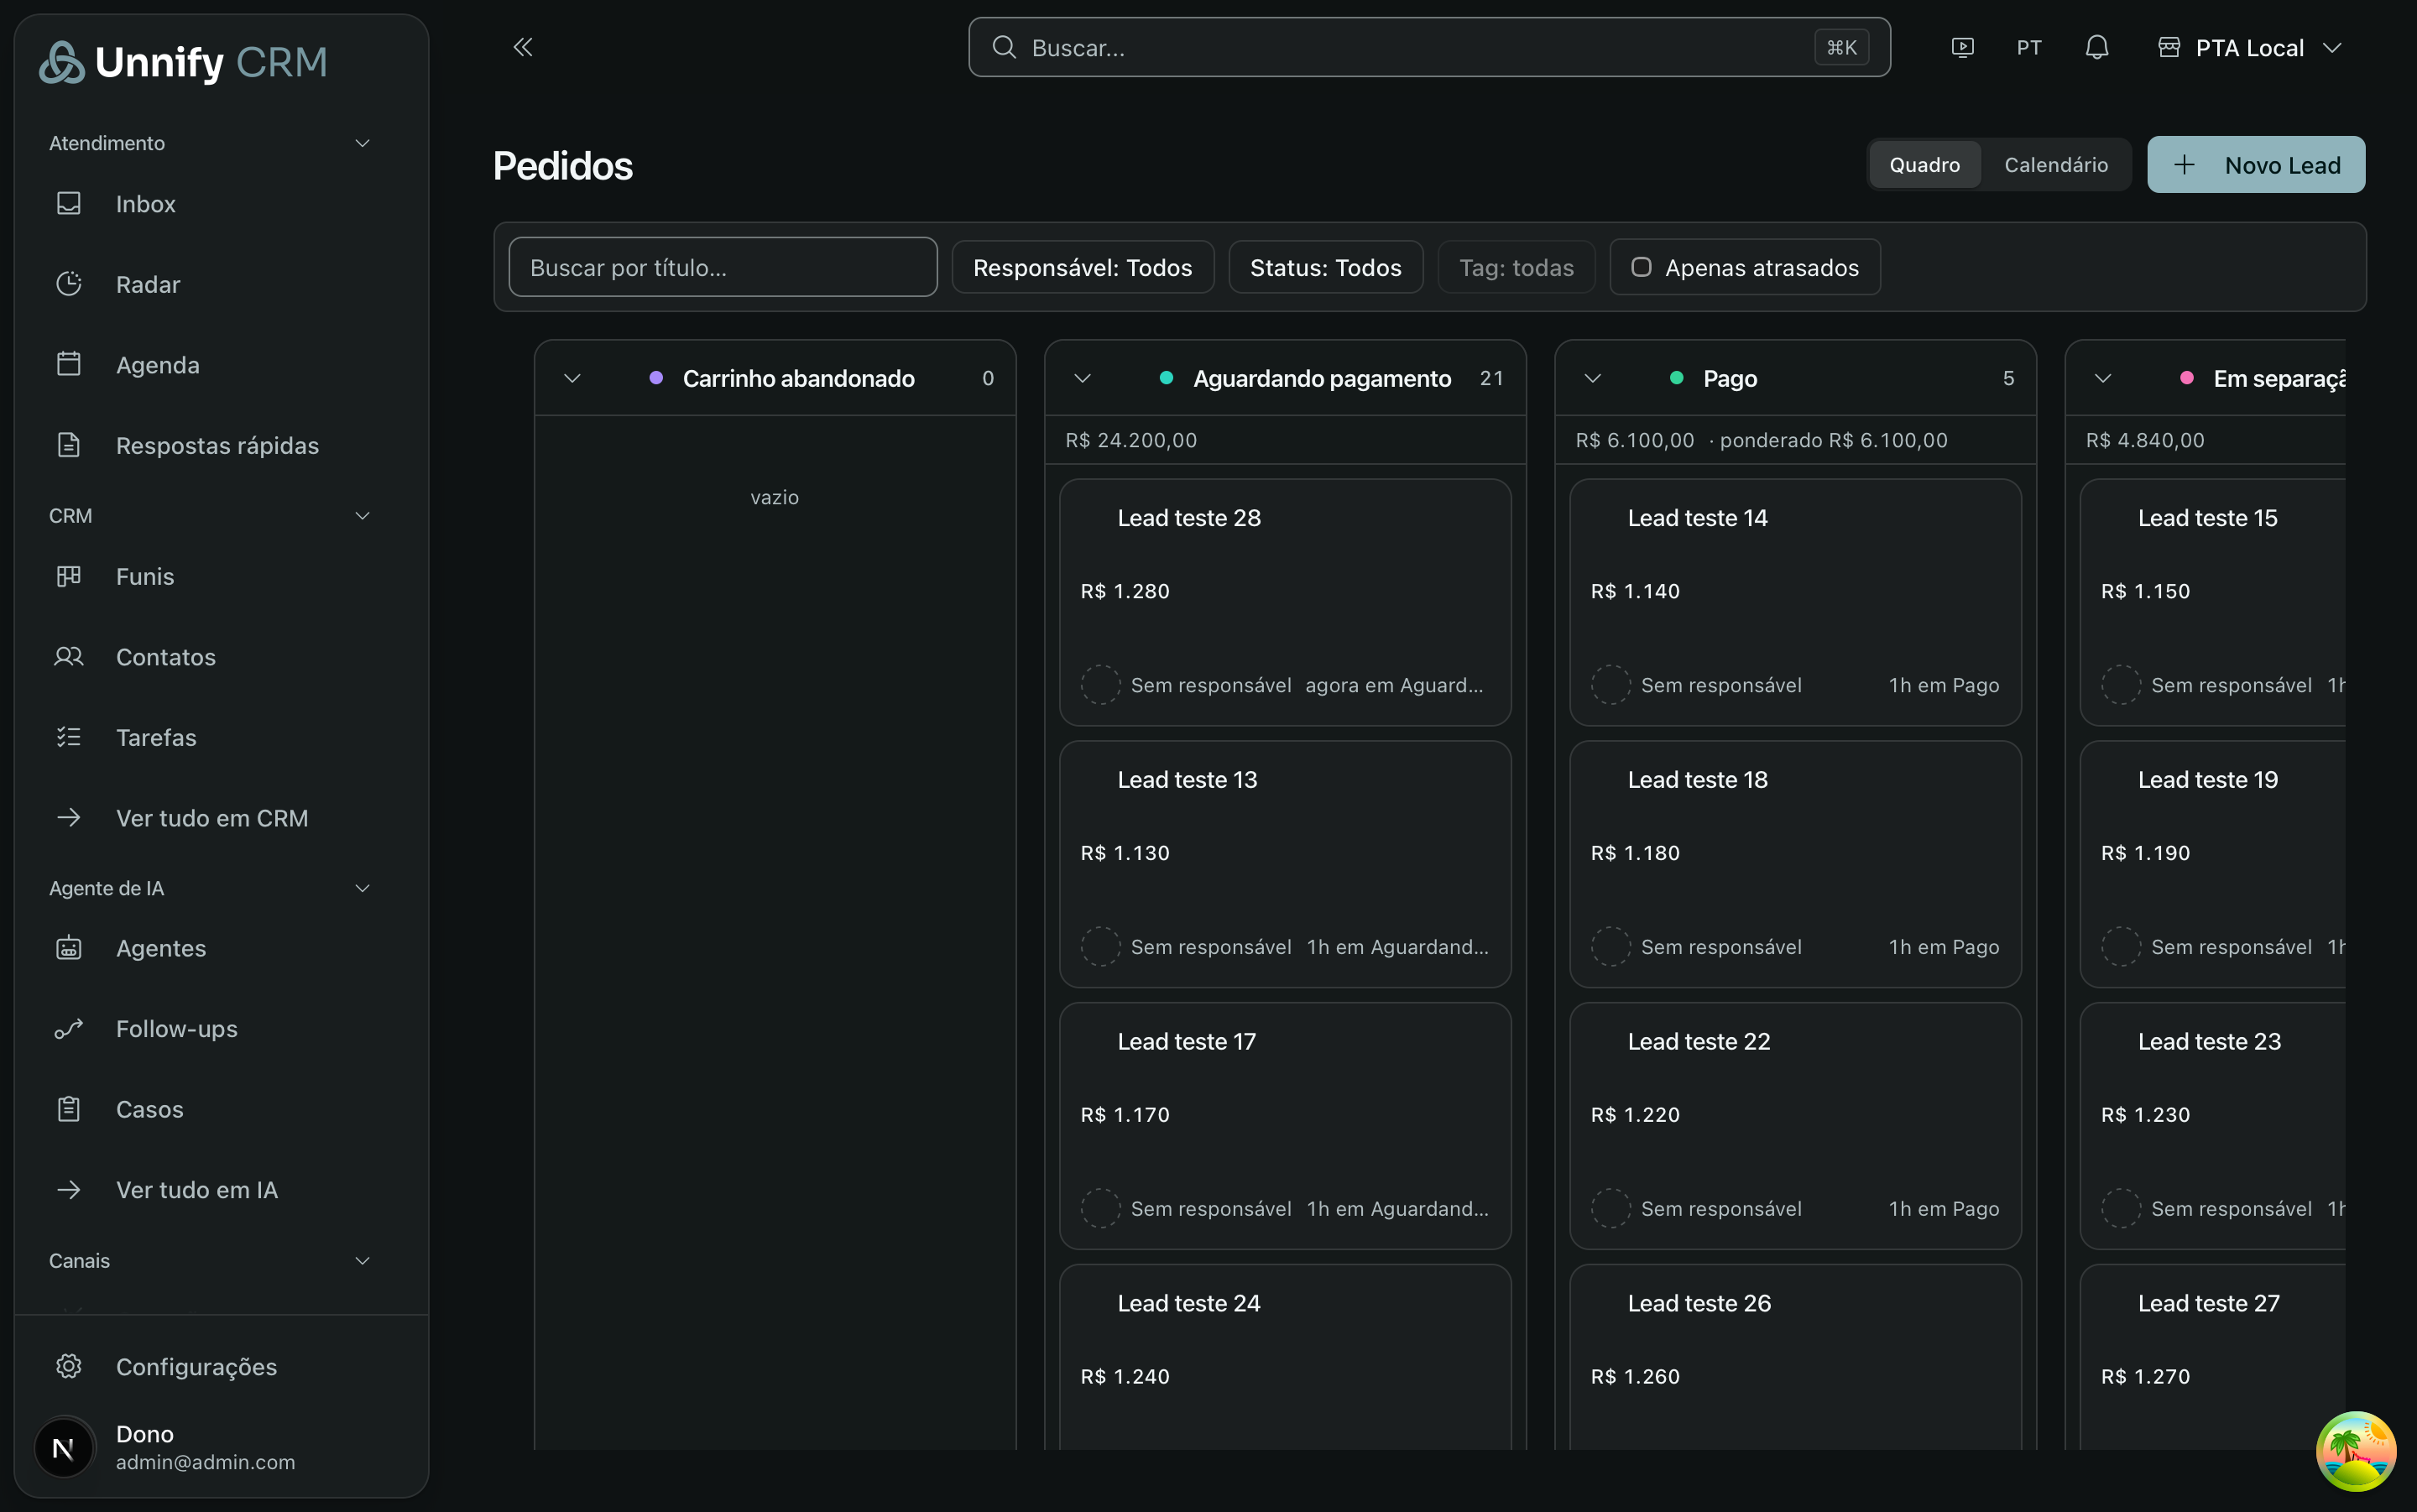 Unnify CRM
Buscar...
⌘K
PT
PTA Local
Atendimento
Inbox
Radar
Agenda
Respostas rápidas
CRM
Funis
Contatos
Tarefas
Ver tudo em CRM
Agente de IA
Agentes
Follow-ups
Casos
Ver tudo em IA
Canais
Configurações
N
Dono
admin@admin.com
Pedidos
Quadro
Calendário
Novo Lead
Buscar por título...
Responsável: Todos
Status: Todos
Tag: todas
Apenas atrasados
Carrinho abandonado 0
vazio
Aguardando pagamento 21
R$ 24.200,00
Lead teste 28
R$ 1.280
Sem responsável agora em Aguard...
Lead teste 13
R$ 1.130
Sem responsável 1h em Aguardand...
Lead teste 17
R$ 1.170
Sem responsável 1h em Aguardand...
Lead teste 24
R$ 1.240
Pago 5
R$ 6.100,00 · ponderado R$ 6.100,00
Lead teste 14
R$ 1.140
Sem responsável 1h em Pago
Lead teste 18
R$ 1.180
Sem responsável 1h em Pago
Lead teste 22
R$ 1.220
Sem responsável 1h em Pago
Lead teste 26
R$ 1.260
Em separaçã
R$ 4.840,00
Lead teste 15
R$ 1.150
Sem responsável 1h
Lead teste 19
R$ 1.190
Sem responsável 1h
Lead teste 23
R$ 1.230
Sem responsável 1h
Lead teste 27
R$ 1.270